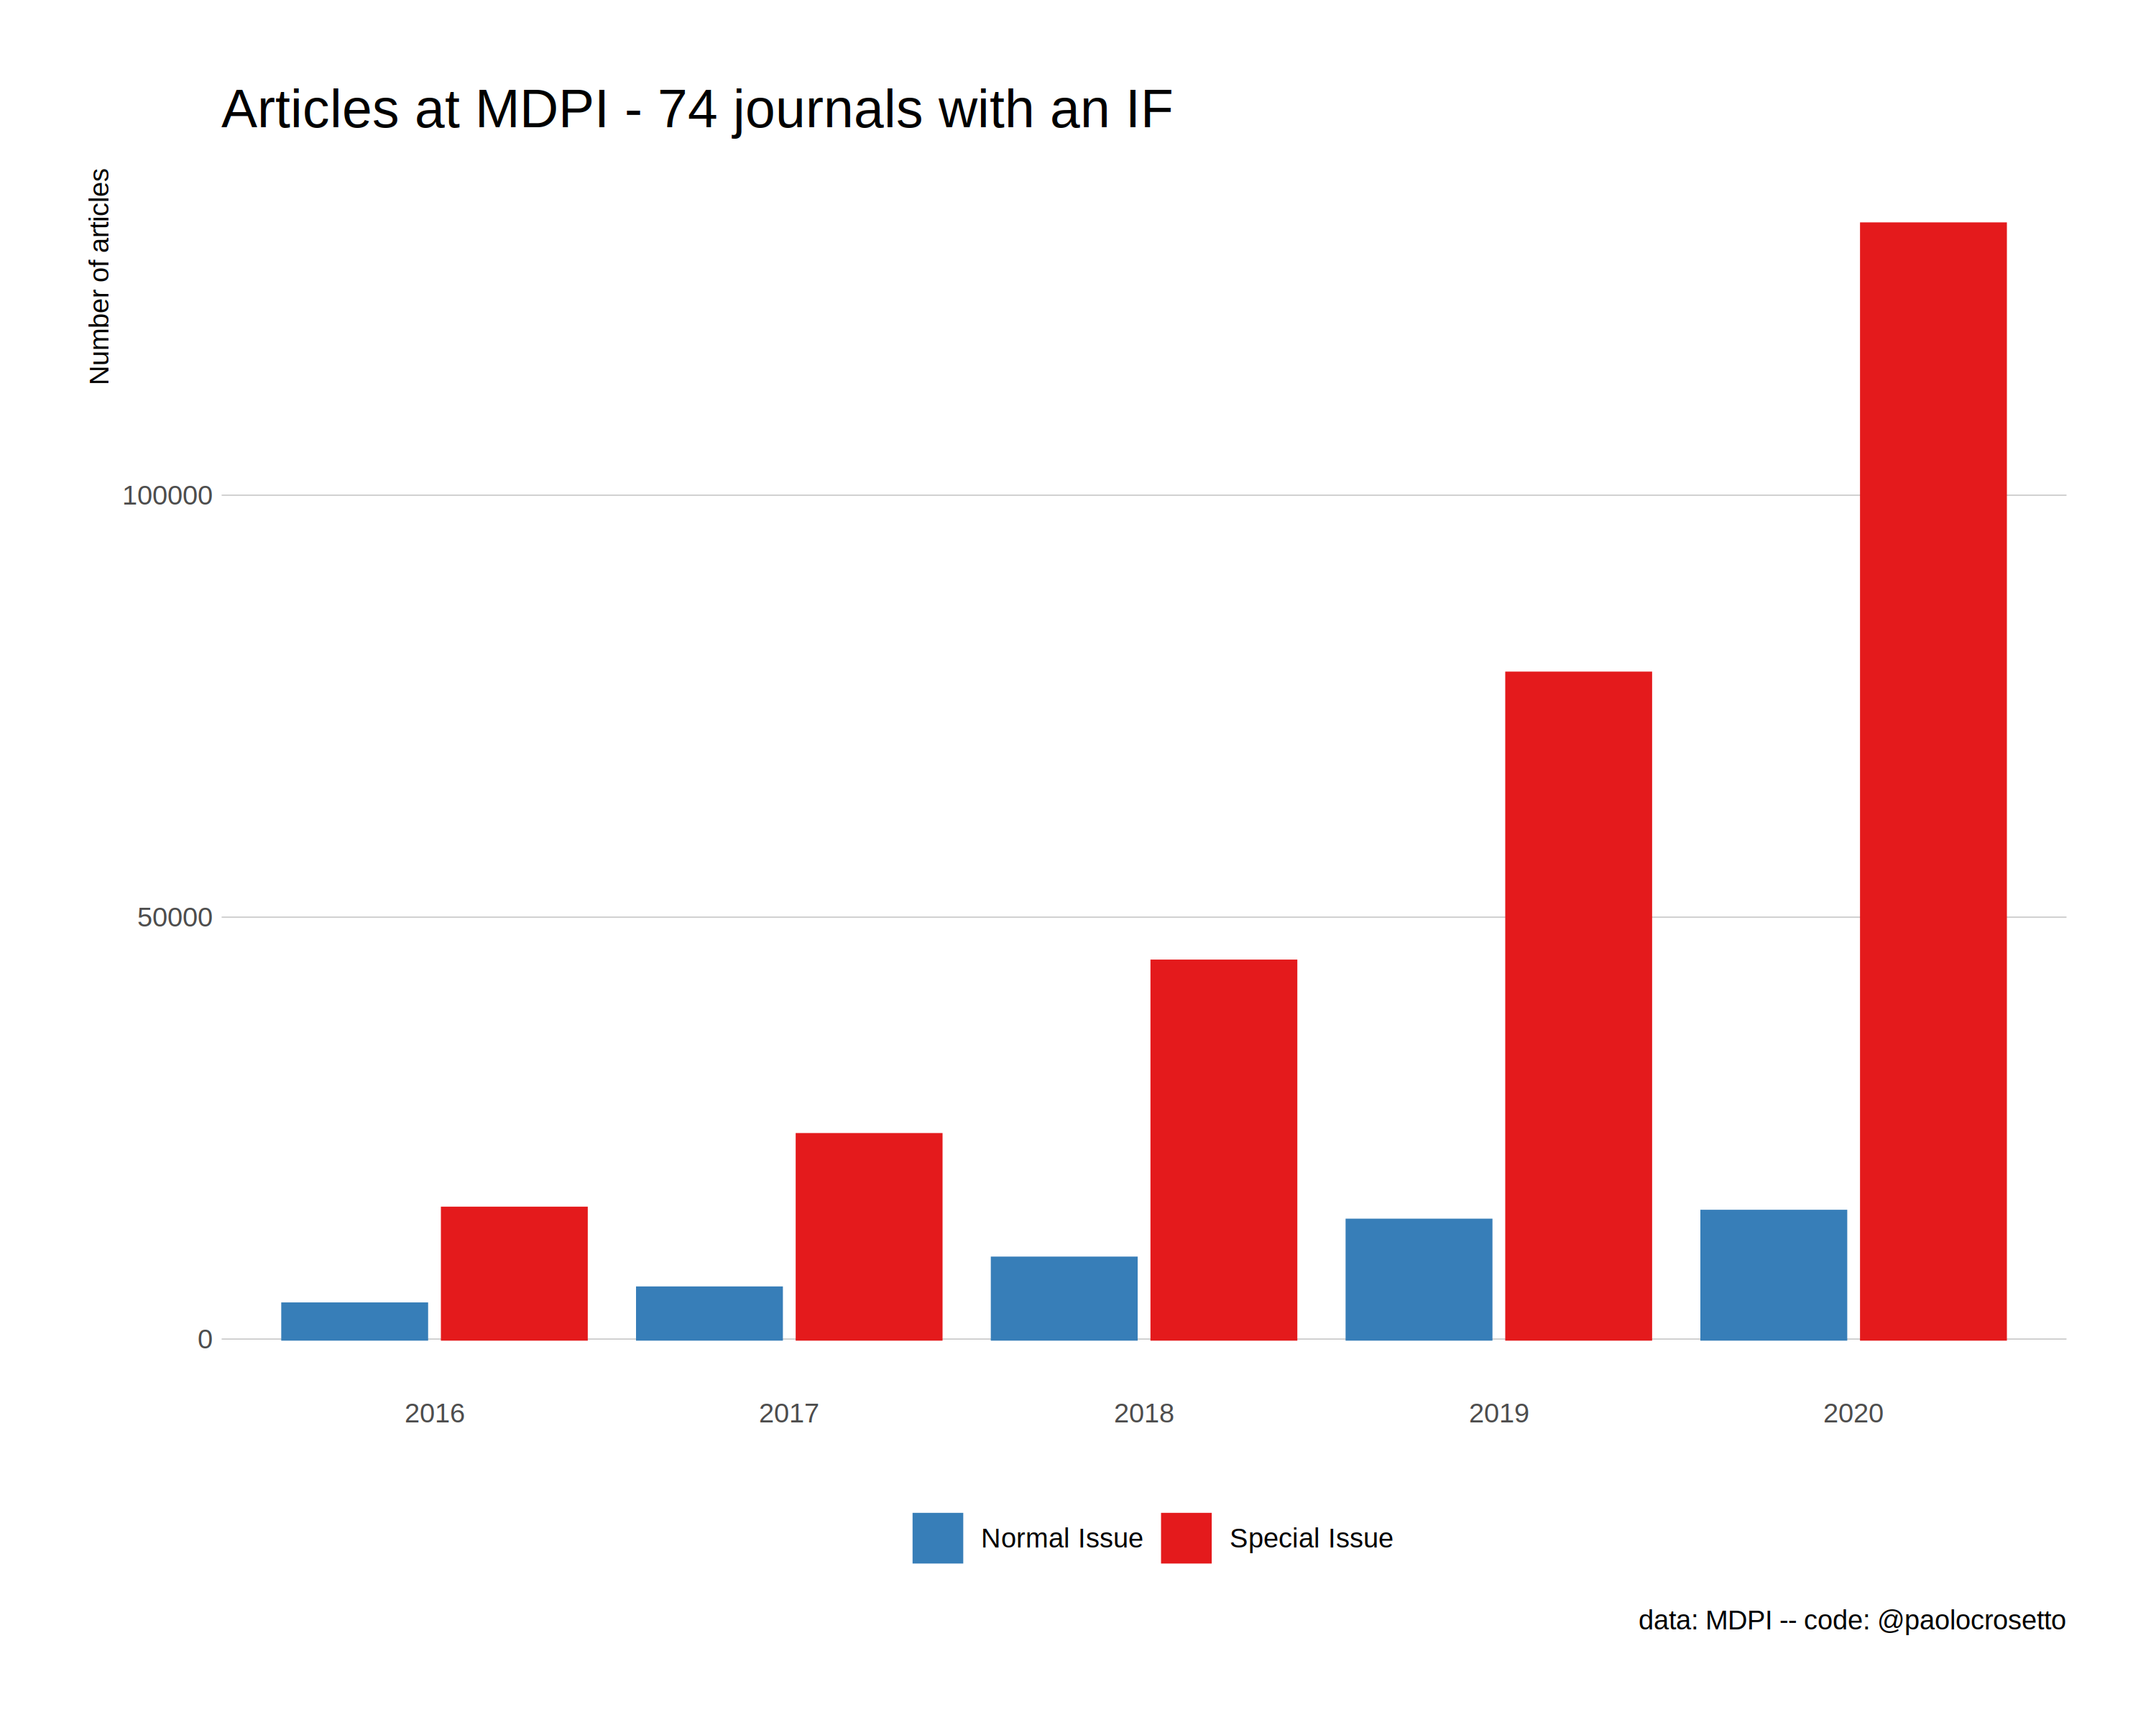 Articles at MDPI - 74 journals with an IF
Number of articles
100000
50000
0
2016 2017 2018 2019 2020
Normal Issue Special Issue
data: MDPI -- code: @paolocrosetto